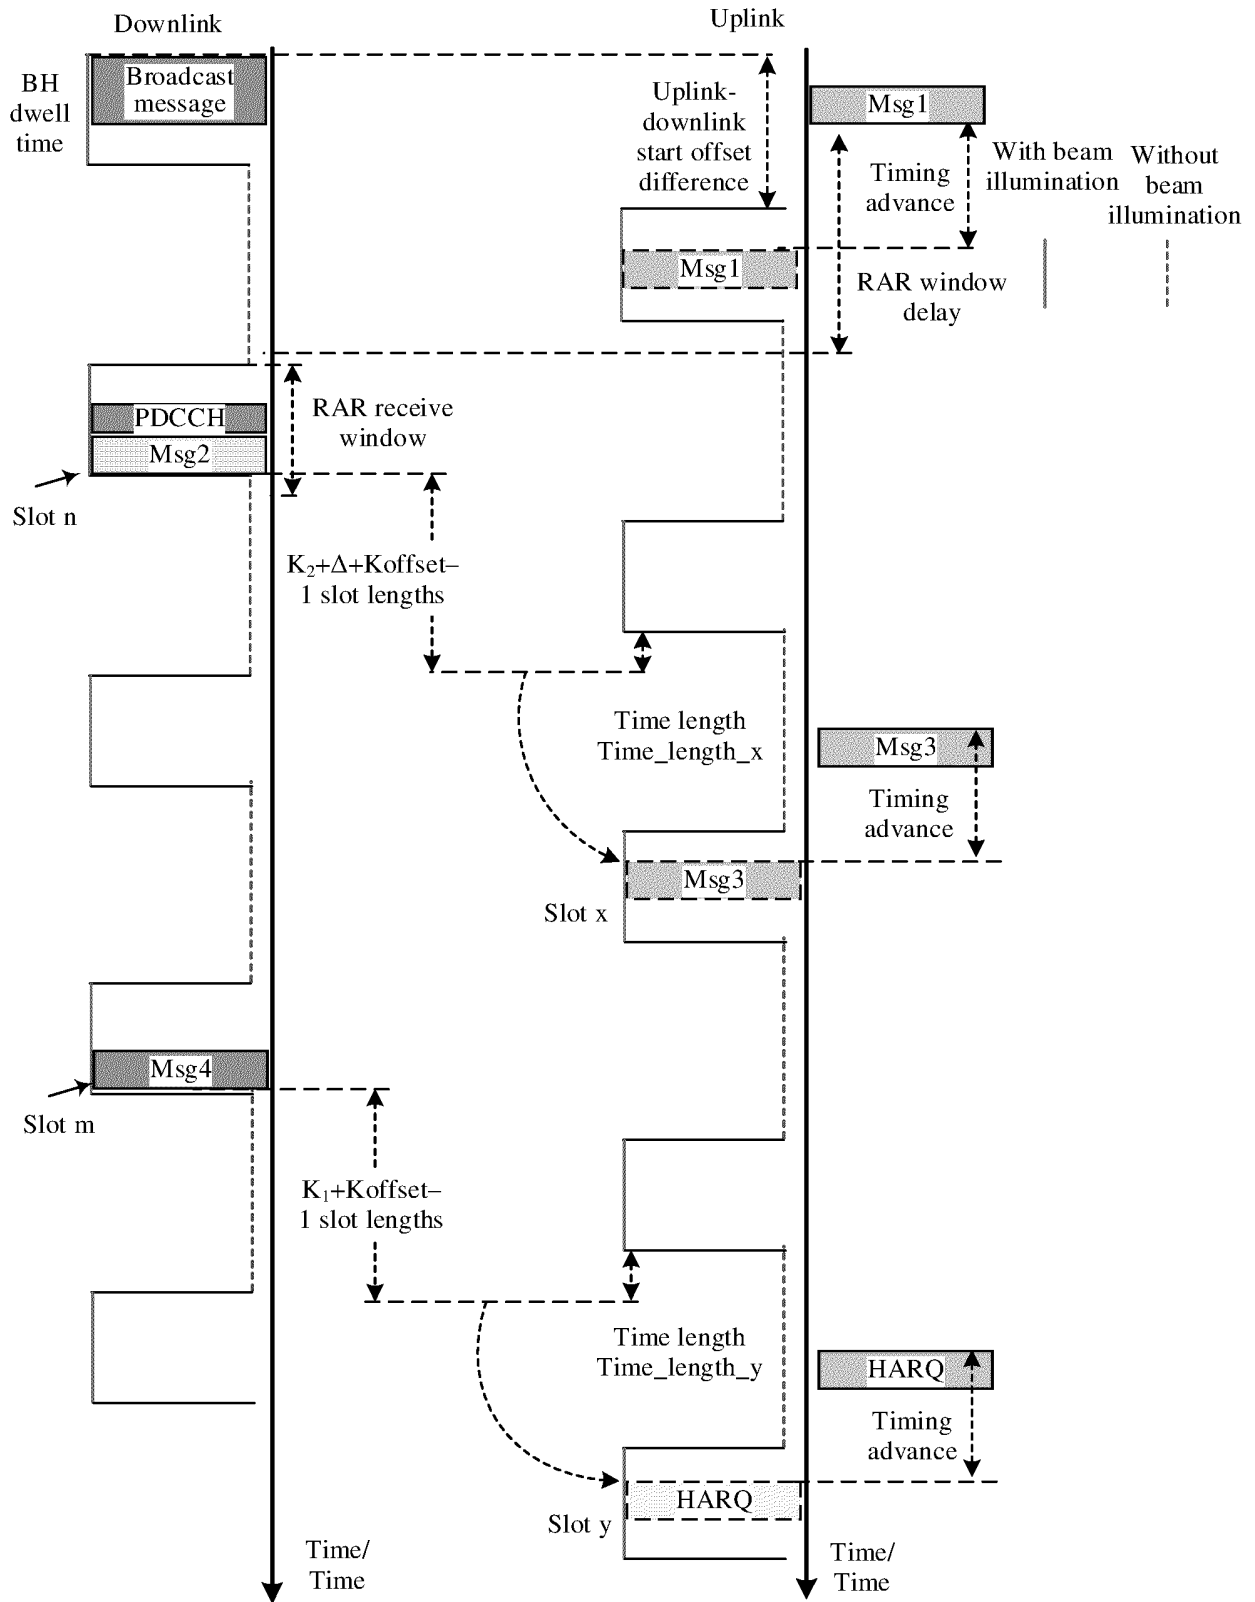 Downlink
Uplink
BH
dwell
time
Broadcast
message
Uplink-
downlink
start offset
difference
Msg1
Timing
advance
With beam
illumination
Without
beam
illumination
Msg1
RAR window
delay
PDCCH
Msg2
RAR receive
window
Slot n
K₂+Δ+Koffset–
1 slot lengths
Time length
Time_length_x
Msg3
Timing
advance
Msg3
Slot x
Msg4
Slot m
K₁+Koffset–
1 slot lengths
Time length
Time_length_y
HARQ
Timing
advance
HARQ
Slot y
Time/
Time
Time/
Time